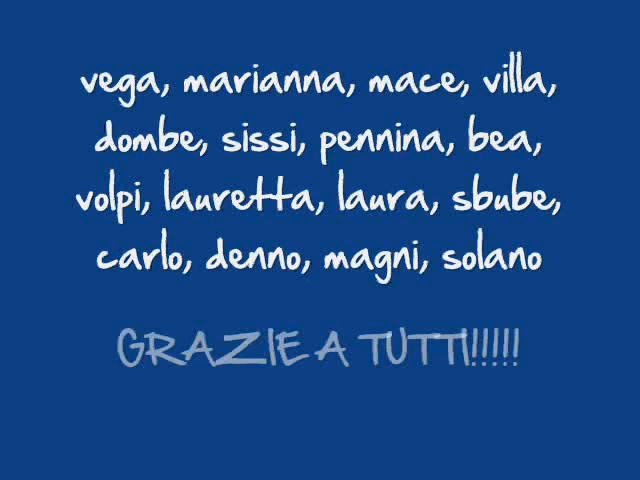 vega, marianna, mace, villa,
dombe, sissi, pennina, bea,
volpi, lauretta, laura, sbube,
carlo, denno, magni, solano
GRAZIE A TUTTI!!!!!